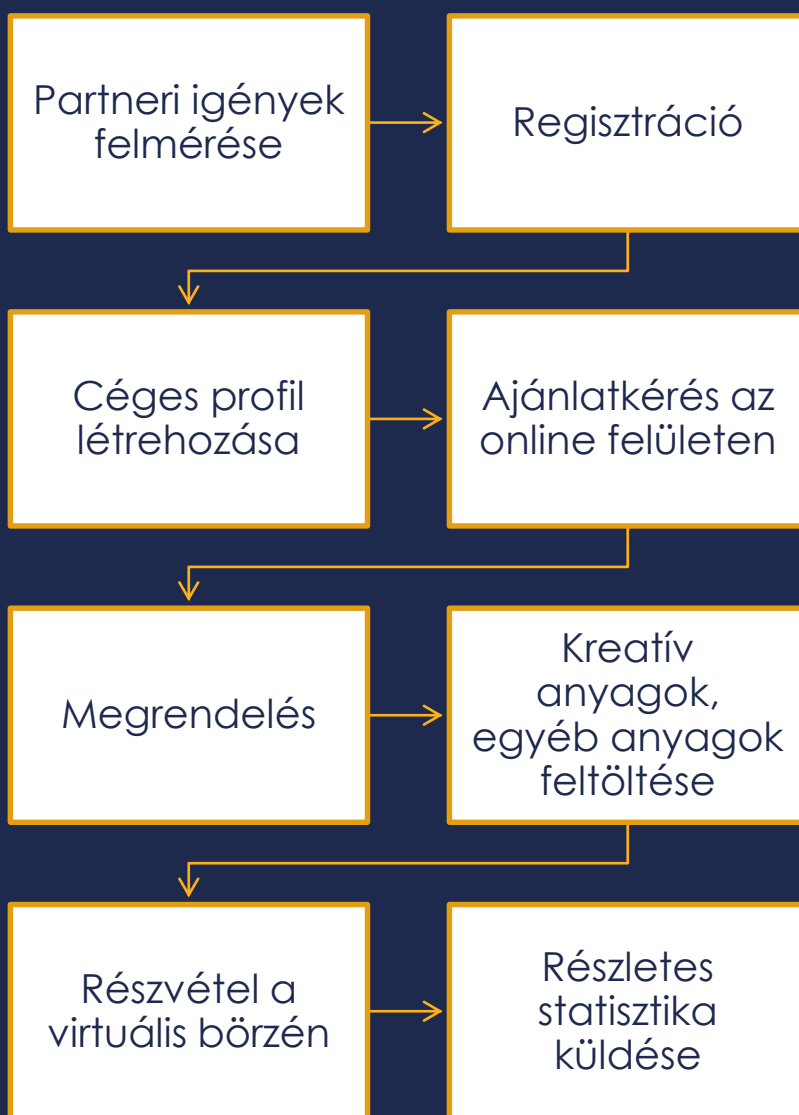 Partneri igények
felmérése
Regisztráció
Céges profil
létrehozása
Ajánlatkérés az
online felületen
Megrendelés
Kreatív
anyagok,
egyéb anyagok
feltöltése
Részvétel a
virtuális börzén
Részletes
statisztika
küldése